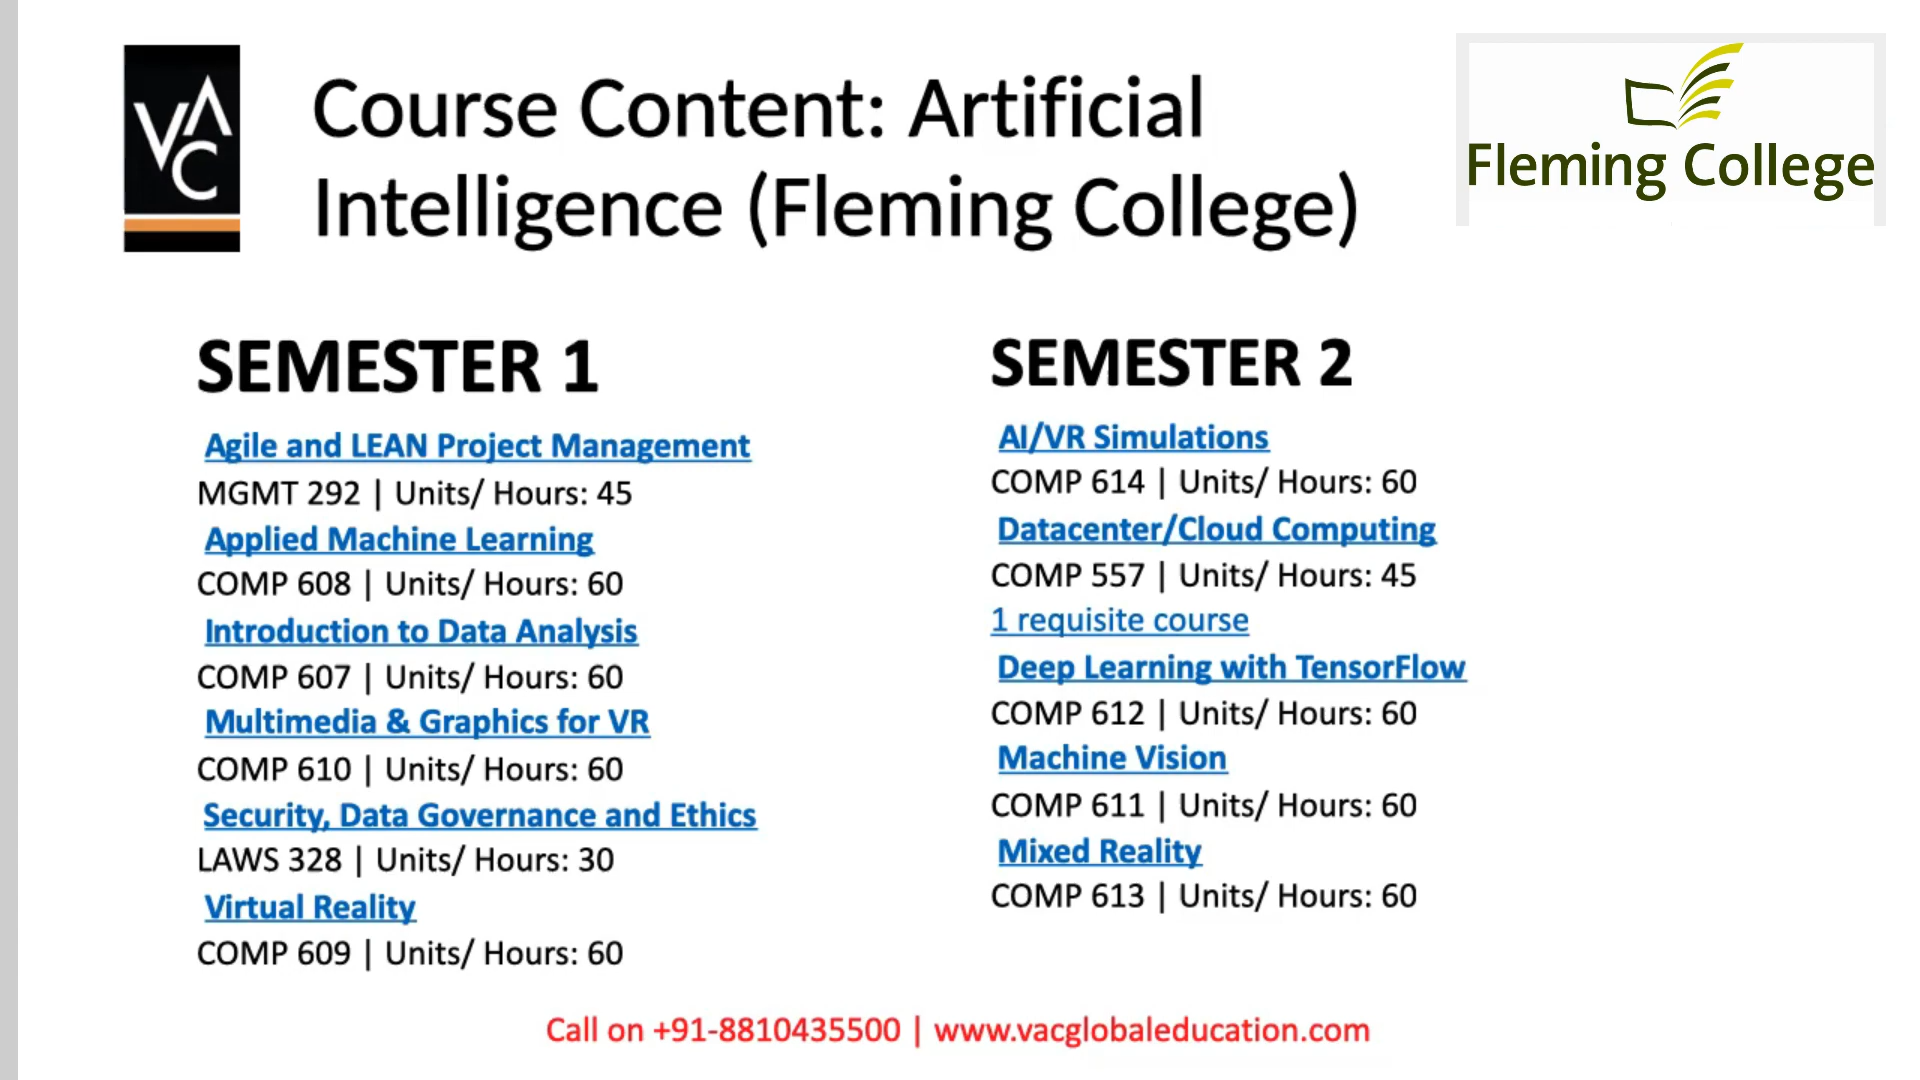 VAC
Course Content: Artificial
Intelligence (Fleming College)
Fleming College
SEMESTER 1
Agile and LEAN Project Management
MGMT 292 | Units/ Hours: 45
Applied Machine Learning
COMP 608 | Units/ Hours: 60
Introduction to Data Analysis
COMP 607 | Units/ Hours: 60
Multimedia & Graphics for VR
COMP 610 | Units/ Hours: 60
Security, Data Governance and Ethics
LAWS 328 | Units/ Hours: 30
Virtual Reality
COMP 609 | Units/ Hours: 60
SEMESTER 2
AI/VR Simulations
COMP 614 | Units/ Hours: 60
Datacenter/Cloud Computing
COMP 557 | Units/ Hours: 45
1 requisite course
Deep Learning with TensorFlow
COMP 612 | Units/ Hours: 60
Machine Vision
COMP 611 | Units/ Hours: 60
Mixed Reality
COMP 613 | Units/ Hours: 60
Call on +91-8810435500 | www.vacglobaleducation.com